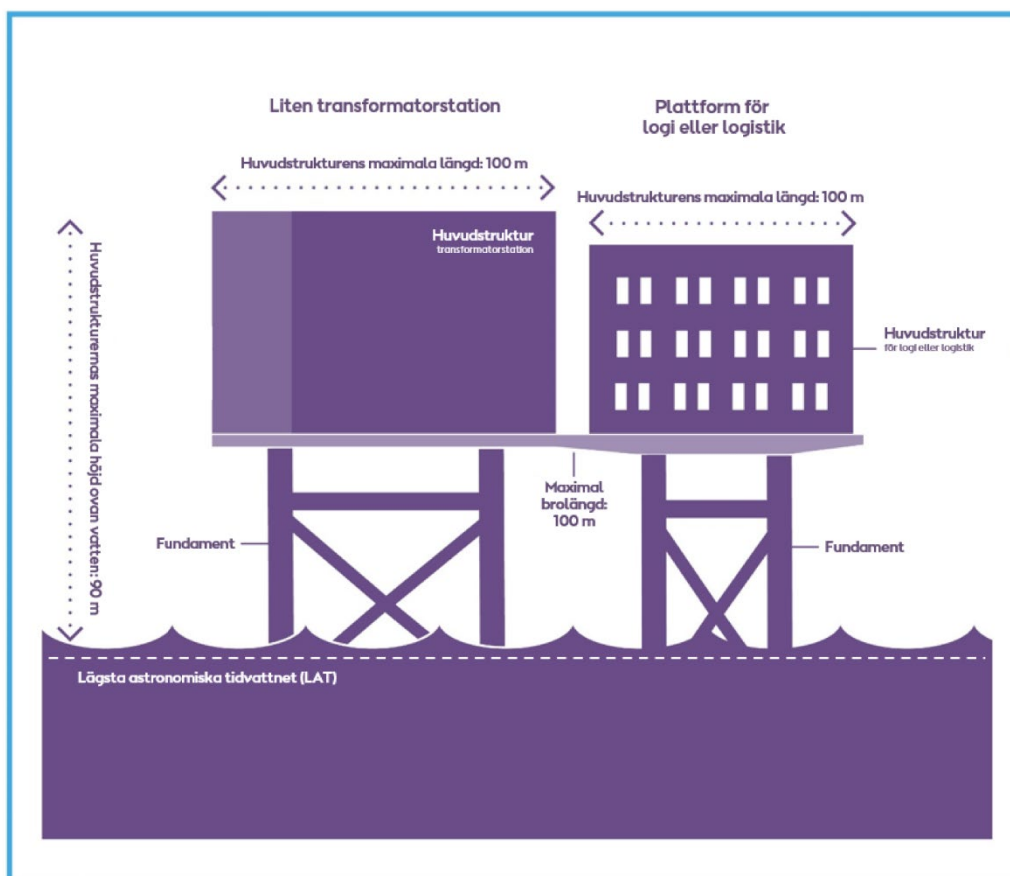 Liten transformatorstation
Plattform för
logi eller logistik
Huvudstrukturens maximala längd: 100 m
Huvudstrukturens maximala längd: 100 m
Huvudstrukturernas maximala höjd ovan vatten: 90 m
Huvudstruktur
transformatorstation
Huvudstruktur
för logi eller logistik
Maximal
brolängd:
100 m
Fundament
Fundament
Lägsta astronomiska tidvattnet (LAT)